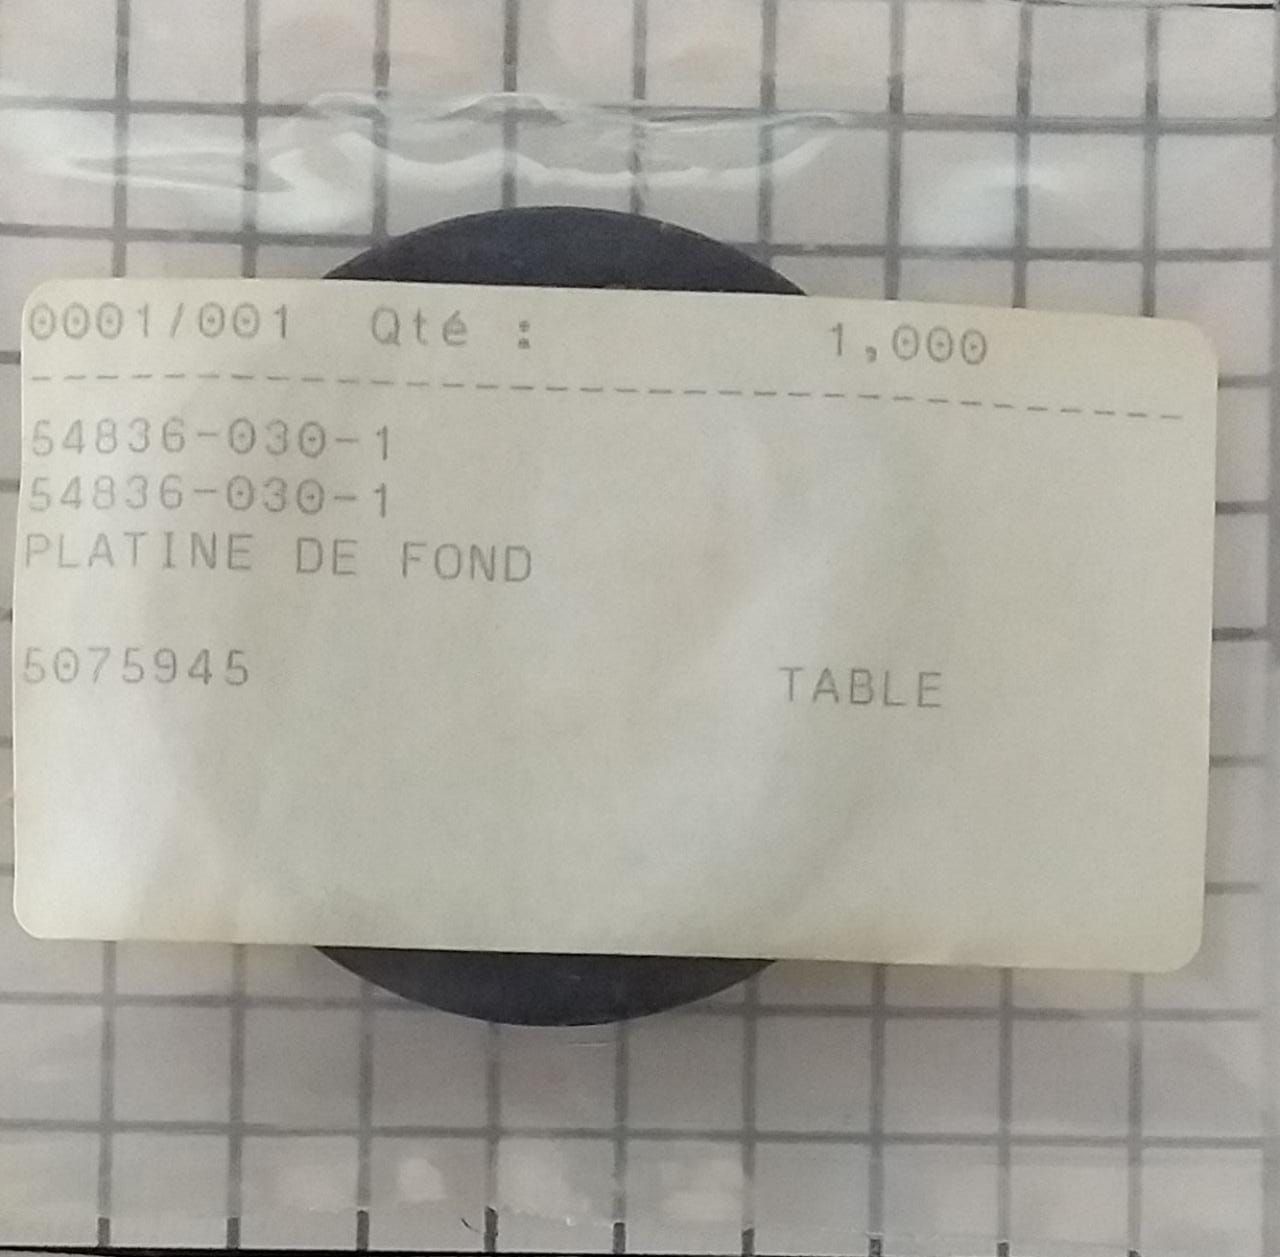 0001/001 Qté : 1,000
--------------------------------------------
54836-030-1
54836-030-1
PLATINE DE FOND
5075945 TABLE